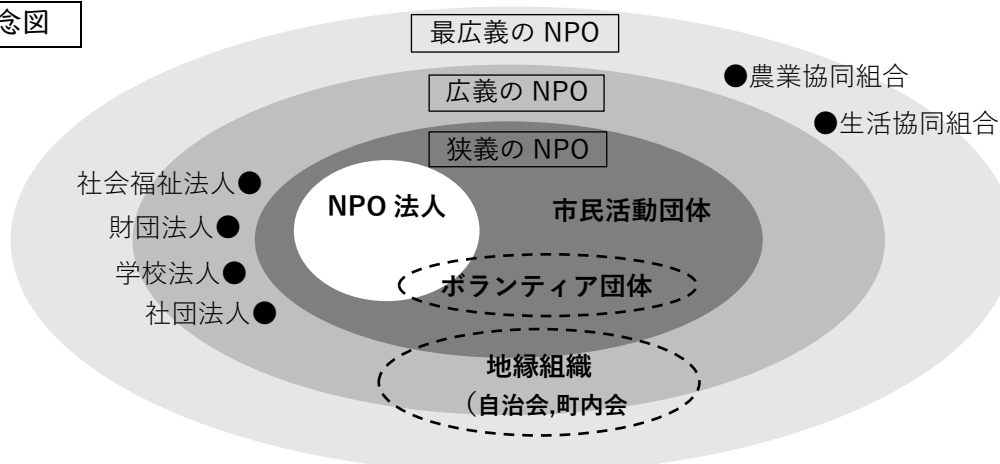 念図
最広義の NPO
広義の NPO
狭義の NPO
●農業協同組合
●生活協同組合
社会福祉法人●
財団法人●
学校法人●
社団法人●
NPO 法人
市民活動団体
ボランティア団体
地縁組織
（自治会,町内会